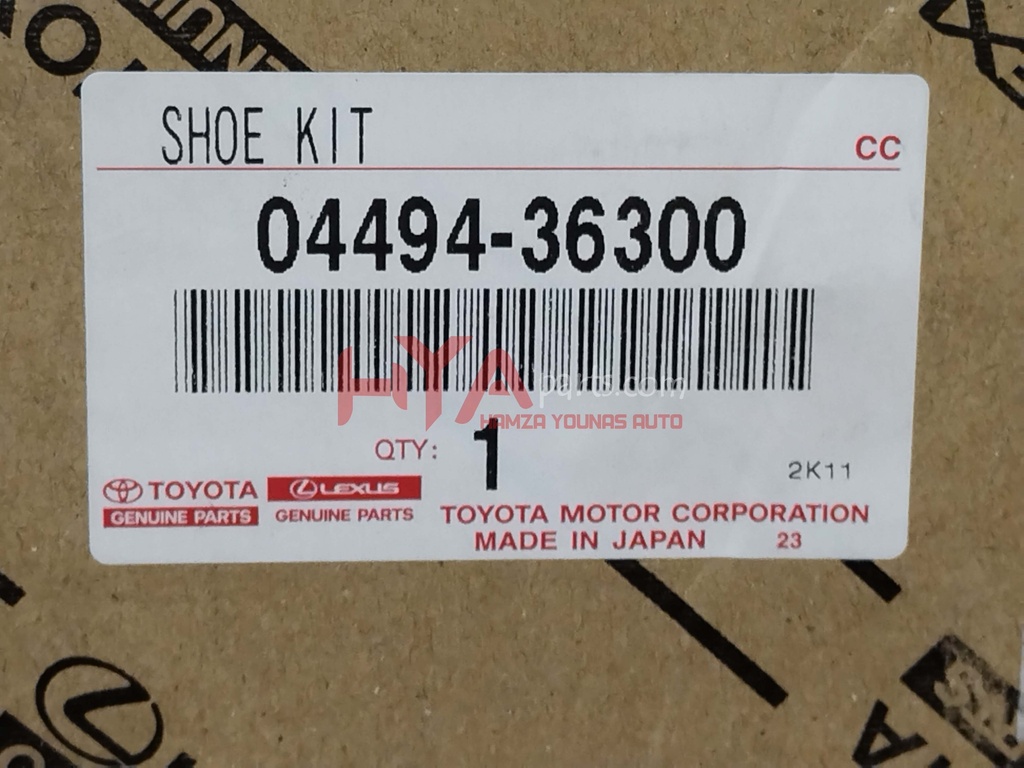 SHOE KIT
CC
04494-36300
HYA parts.com
HAMZA YOUNAS AUTO
QTY: 1
2K11
TOYOTA LEXUS
GENUINE PARTS GENUINE PARTS
TOYOTA MOTOR CORPORATION
MADE IN JAPAN 23